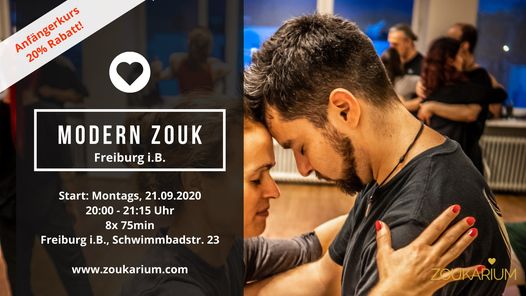 Anfängerkurs
20% Rabatt!
MODERN ZOUK
Freiburg i.B.
Start: Montags, 21.09.2020
20:00 - 21:15 Uhr
8x 75min
Freiburg i.B., Schwimmbadstr. 23
www.zoukarium.com
ZOUKARIUM